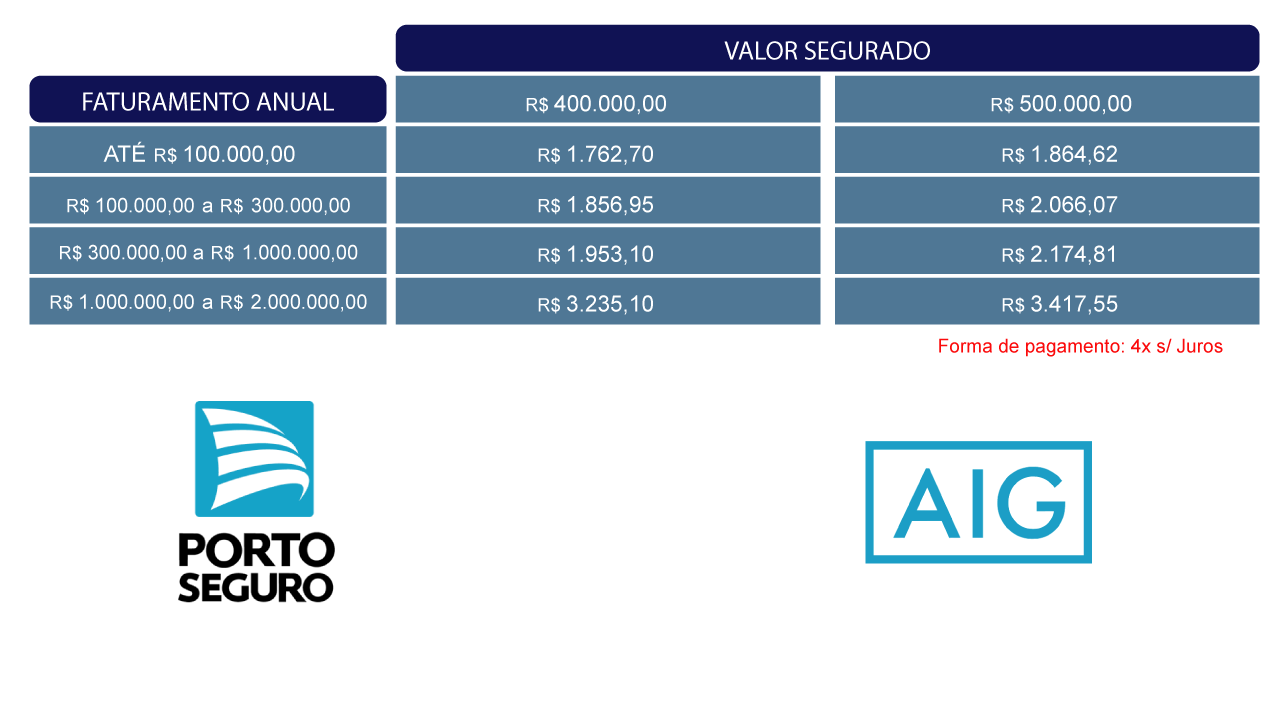 VALOR SEGURADO
FATURAMENTO ANUAL R$ 400.000,00 R$ 500.000,00
ATÉ R$ 100.000,00 R$ 1.762,70 R$ 1.864,62
R$ 100.000,00 a R$ 300.000,00 R$ 1.856,95 R$ 2.066,07
R$ 300.000,00 a R$ 1.000.000,00 R$ 1.953,10 R$ 2.174,81
R$ 1.000.000,00 a R$ 2.000.000,00 R$ 3.235,10 R$ 3.417,55
Forma de pagamento: 4x s/ Juros
PORTO
SEGURO
AIG